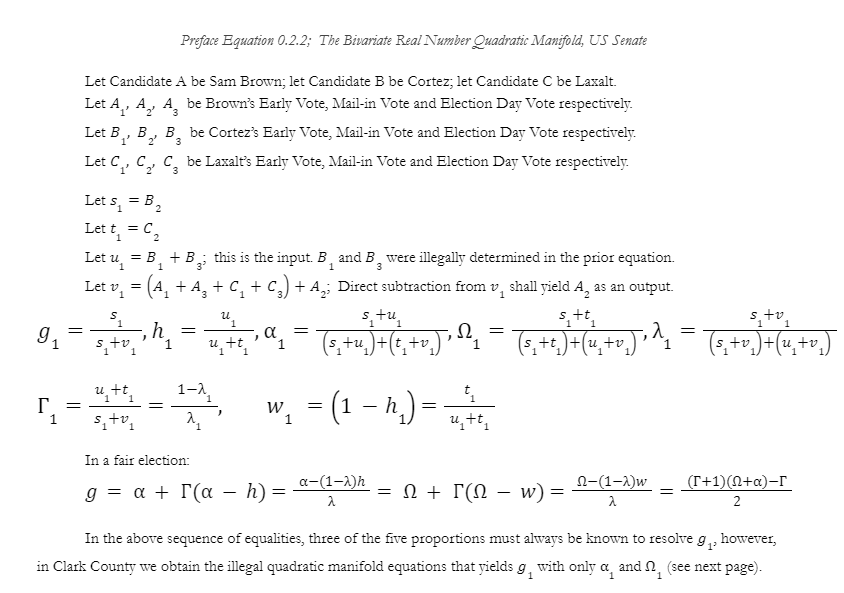 Preface Equation 0.2.2; The Bivariate Real Number Quadratic Manifold, US Senate
Let Candidate A be Sam Brown; let Candidate B be Cortez; let Candidate C be Laxalt.
Let A₁, A₂, A₃ be Brown's Early Vote, Mail-in Vote and Election Day Vote respectively.
Let B₁, B₂, B₃ be Cortez's Early Vote, Mail-in Vote and Election Day Vote respectively.
Let C₁, C₂, C₃ be Laxalt's Early Vote, Mail-in Vote and Election Day Vote respectively.
Let s₁ = B₂
Let t₁ = C₂
Let u₁ = B₁ + B₃; this is the input. B₁ and B₃ were illegally determined in the prior equation.
Let v₁ = (A₁ + A₃ + C₁ + C₃) + A₂; Direct subtraction from v₁ shall yield A₂ as an output.
g₁ = s₁/(s₁+v₁), h₁ = u₁/(u₁+t₁), α₁ = (s₁+u₁)/((s₁+u₁)+(t₁+v₁)), Ω₁ = (s₁+t₁)/((s₁+t₁)+(u₁+v₁)), λ₁ = (s₁+v₁)/((s₁+v₁)+(u₁+v₁))
Γ₁ = (u₁+t₁)/(s₁+v₁) = (1−λ₁)/λ₁, w₁ = (1 − h₁) = t₁/(u₁+t₁)
In a fair election:
g = α + Γ(α − h) = (α−(1−λ)h)/λ = Ω + Γ(Ω − w) = (Ω−(1−λ)w)/λ = ((Γ+1)(Ω+α)−Γ)/2
In the above sequence of equalities, three of the five proportions must always be known to resolve g₁, however,
in Clark County we obtain the illegal quadratic manifold equations that yields g₁ with only α₁ and Ω₁ (see next page).